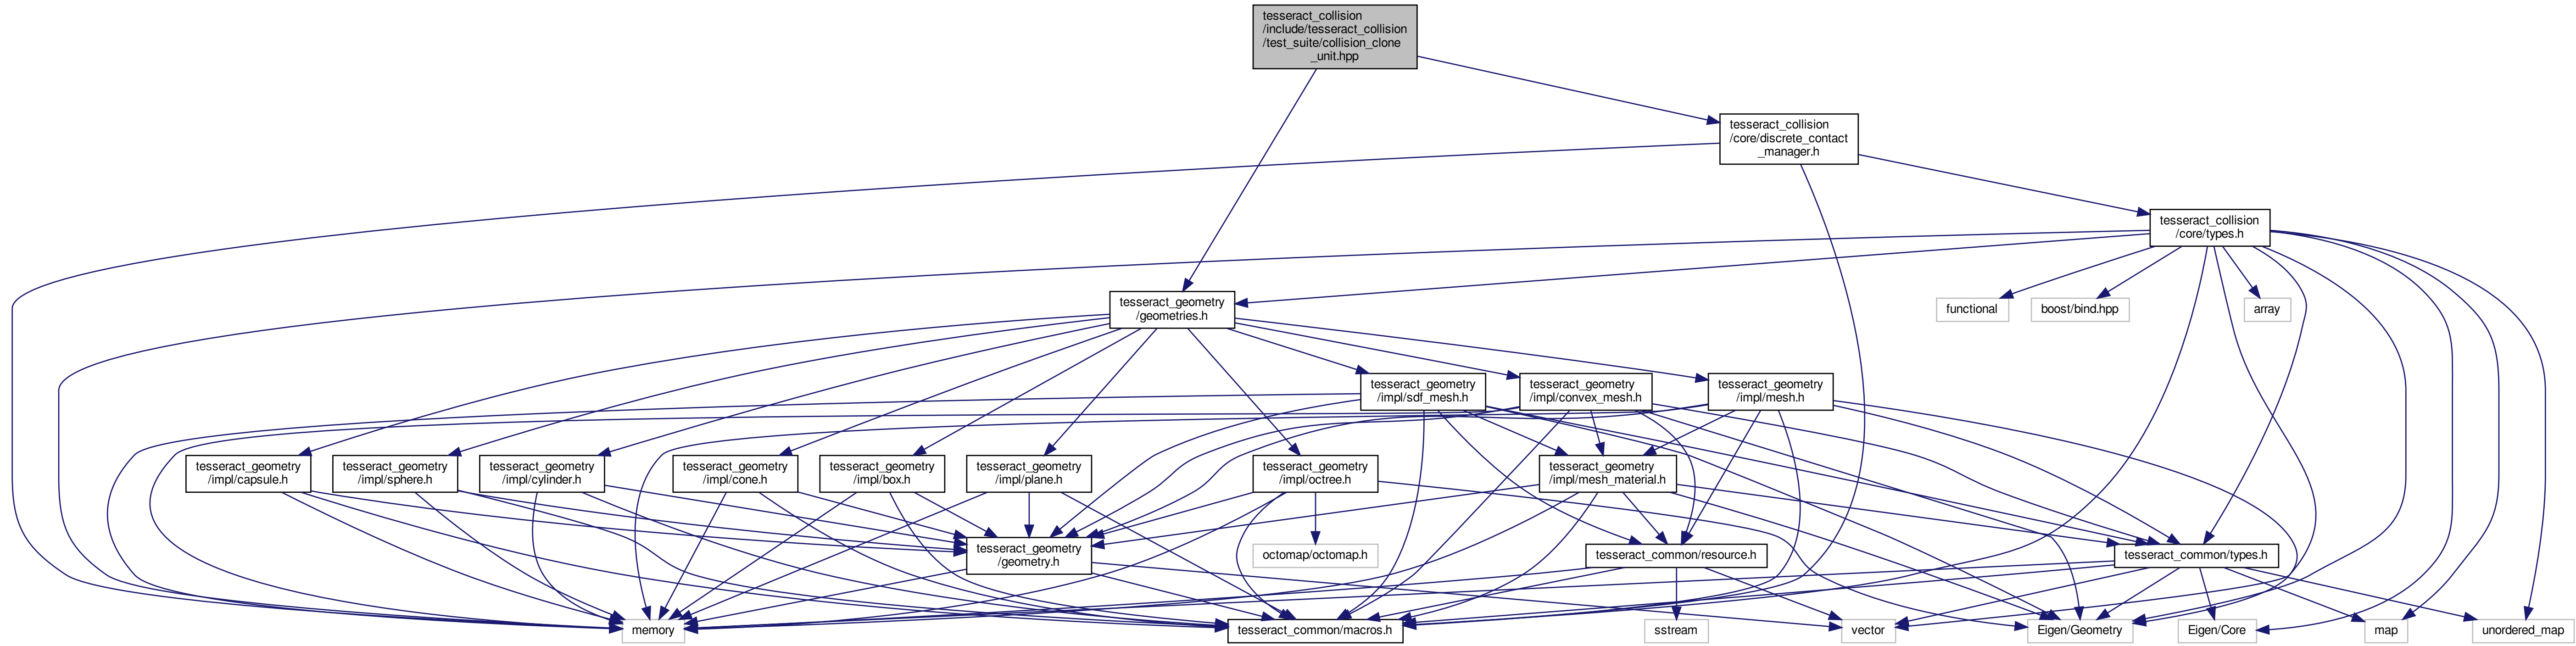 tesseract_collision
/include/tesseract_collision
/test_suite/collision_clone
_unit.hpp
tesseract_collision
/core/discrete_contact
_manager.h
tesseract_collision
/core/types.h
tesseract_geometry
/geometries.h
functional
boost/bind.hpp
array
tesseract_geometry
/impl/sdf_mesh.h
tesseract_geometry
/impl/convex_mesh.h
tesseract_geometry
/impl/mesh.h
tesseract_geometry
/impl/capsule.h
tesseract_geometry
/impl/sphere.h
tesseract_geometry
/impl/cylinder.h
tesseract_geometry
/impl/cone.h
tesseract_geometry
/impl/box.h
tesseract_geometry
/impl/plane.h
tesseract_geometry
/impl/octree.h
tesseract_geometry
/impl/mesh_material.h
tesseract_geometry
/geometry.h
octomap/octomap.h
tesseract_common/resource.h
tesseract_common/types.h
memory
tesseract_common/macros.h
sstream
vector
Eigen/Geometry
Eigen/Core
map
unordered_map